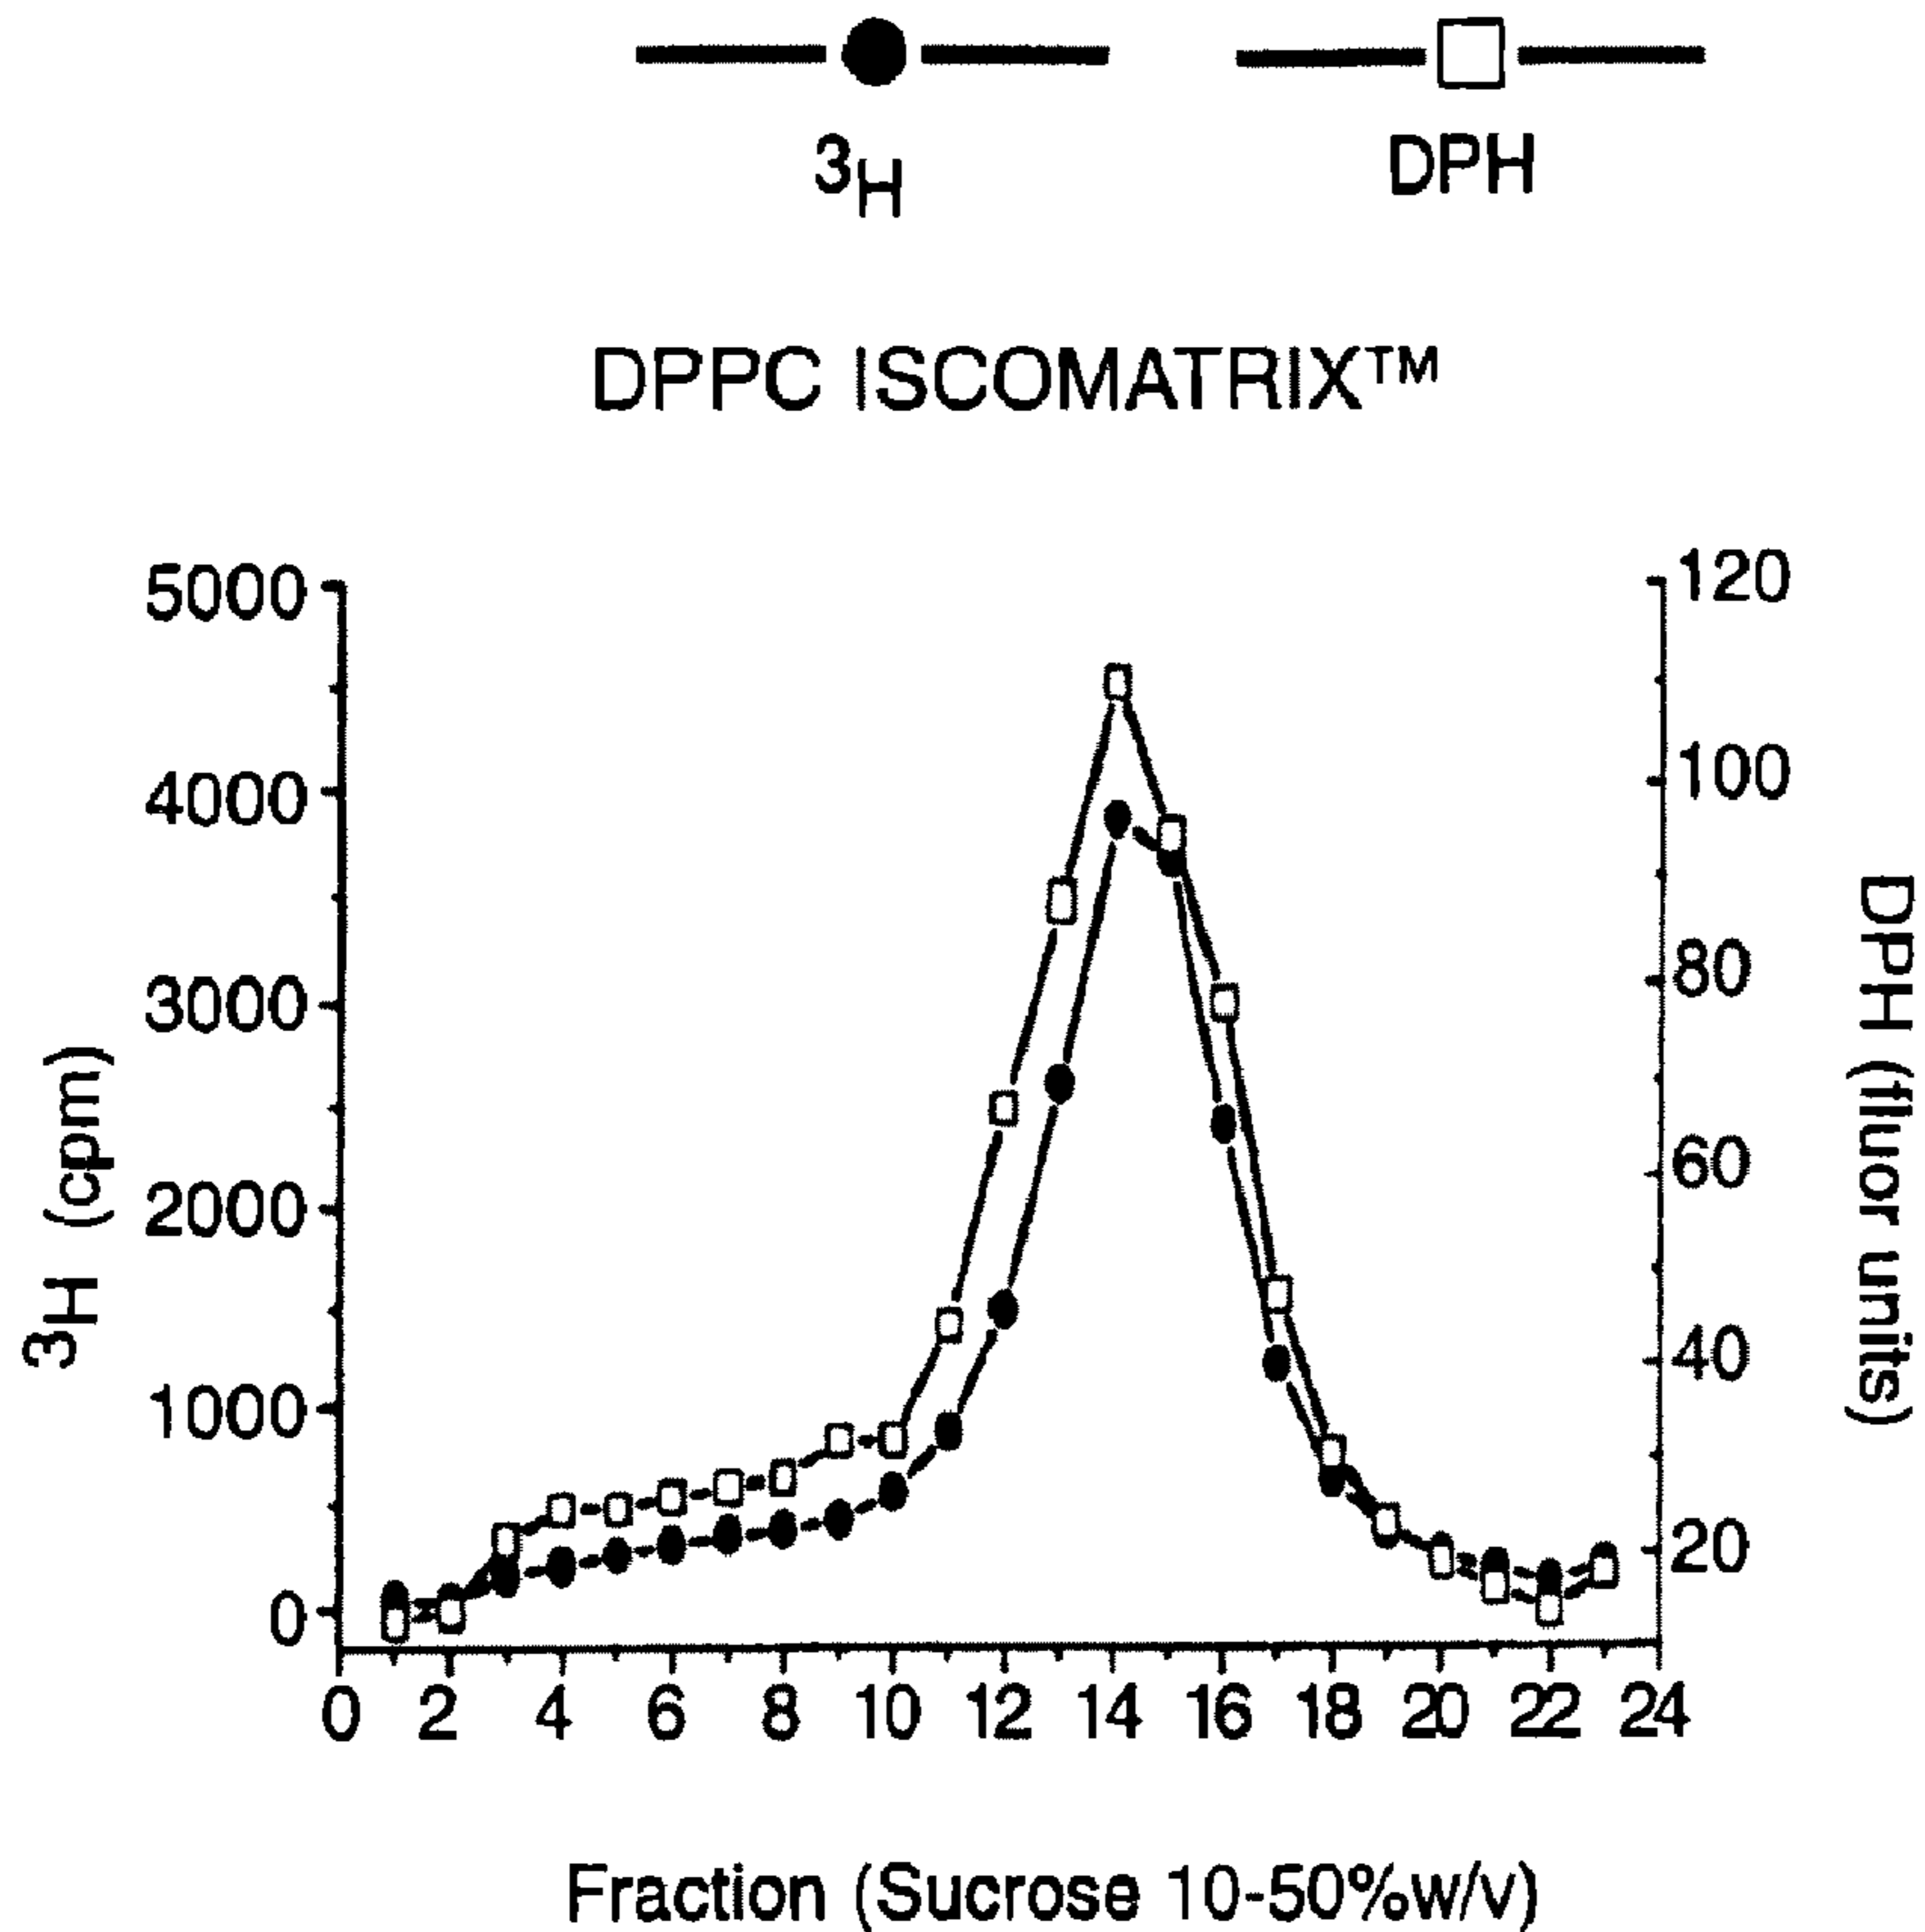 ³H DPH
DPPC ISCOMATRIX™
5000
4000
3000
2000
1000
0
³H (cpm)
120
100
80
60
40
20
DPH (fluor units)
0 2 4 6 8 10 12 14 16 18 20 22 24
Fraction (Sucrose 10-50%w/v)